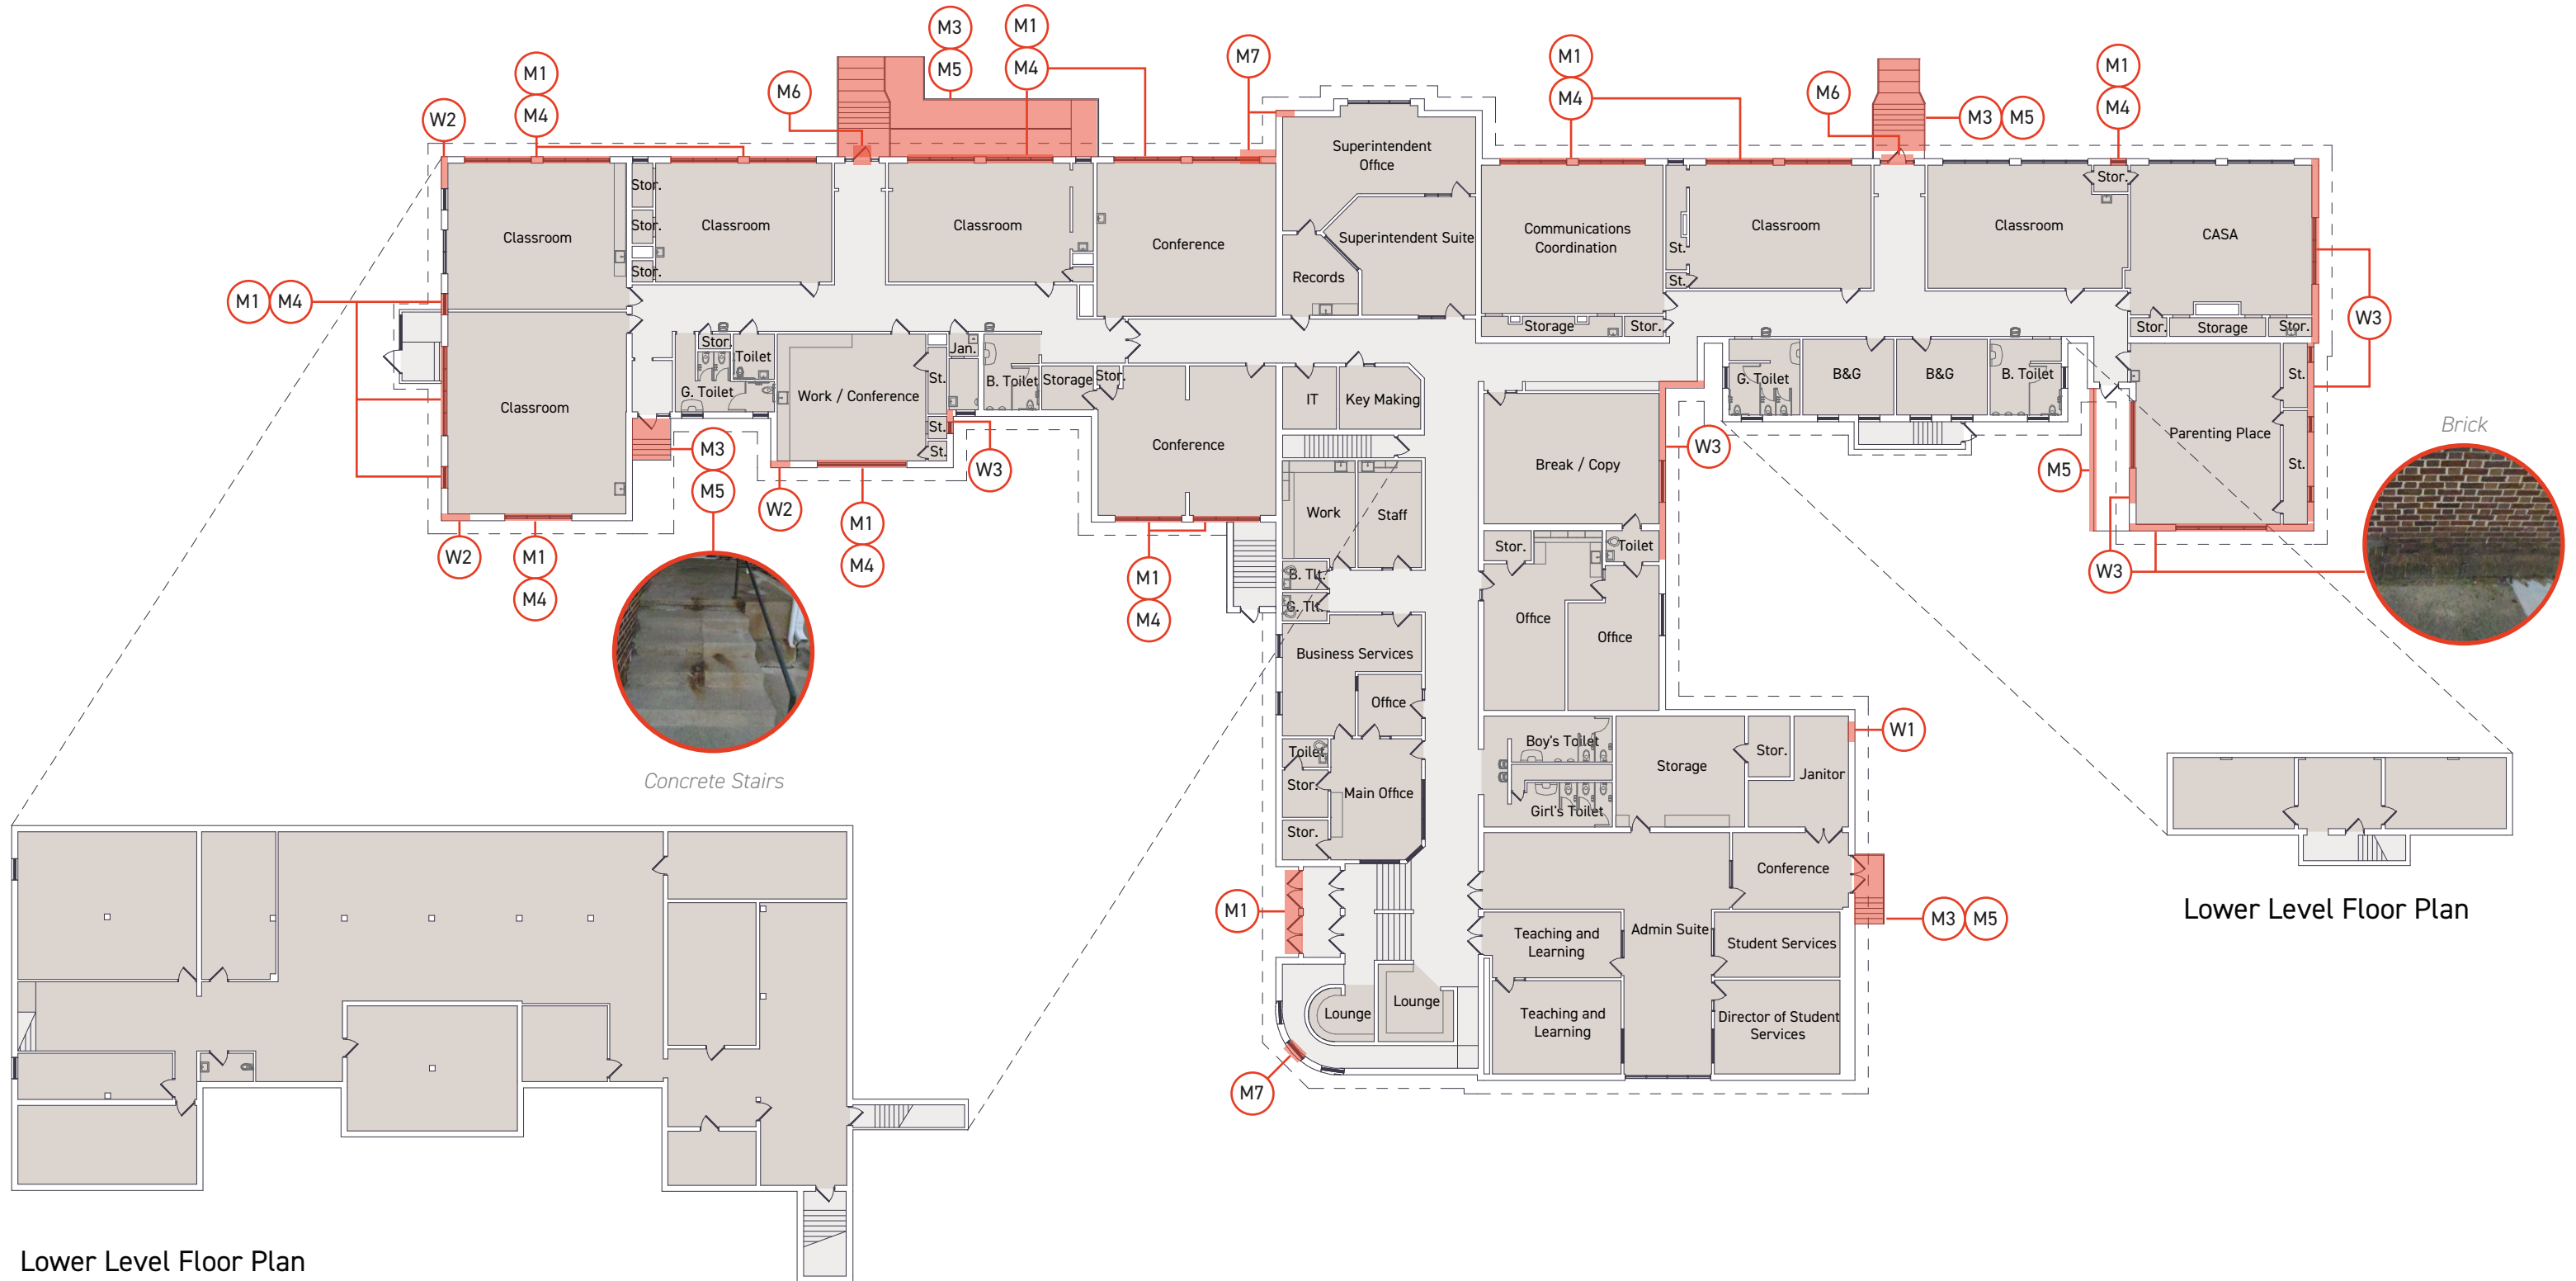 M3
M5
M1
M4
M7
M1
M4
M1
M4
M6
W2
M1
M4
M6
M3 M5
M1
M4
Classroom
Stor.
Stor.
Stor.
Classroom
Classroom
Conference
Superintendent
Office
Superintendent Suite
Records
Communications
Coordination
St.
St.
Classroom
Classroom
Stor.
CASA
M1 M4
W3
Storage
Stor.
Stor.
Storage
Stor.
Classroom
Stor.
Toilet
G. Toilet
Work / Conference
Jan.
St.
St.
St.
B. Toilet
Storage
Stor.
Conference
IT
Key Making
Break / Copy
G. Toilet
B&G
B&G
B. Toilet
St.
Parenting Place
St.
M3
M5
W2
W3
M1
M4
W2
M1
M4
M1
M4
Work
Staff
B. Tlt.
G. Tlt.
W3
Stor.
Toilet
Office
Office
M5
W3
Brick
Concrete Stairs
Business Services
Office
Toilet
Stor.
Stor.
Main Office
Boy's Toilet
Girl's Toilet
Storage
Stor.
Janitor
W1
Conference
M1
M3 M5
Teaching and
Learning
Admin Suite
Student Services
Lounge
Lounge
Teaching and
Learning
Director of Student
Services
M7
Lower Level Floor Plan
Lower Level Floor Plan